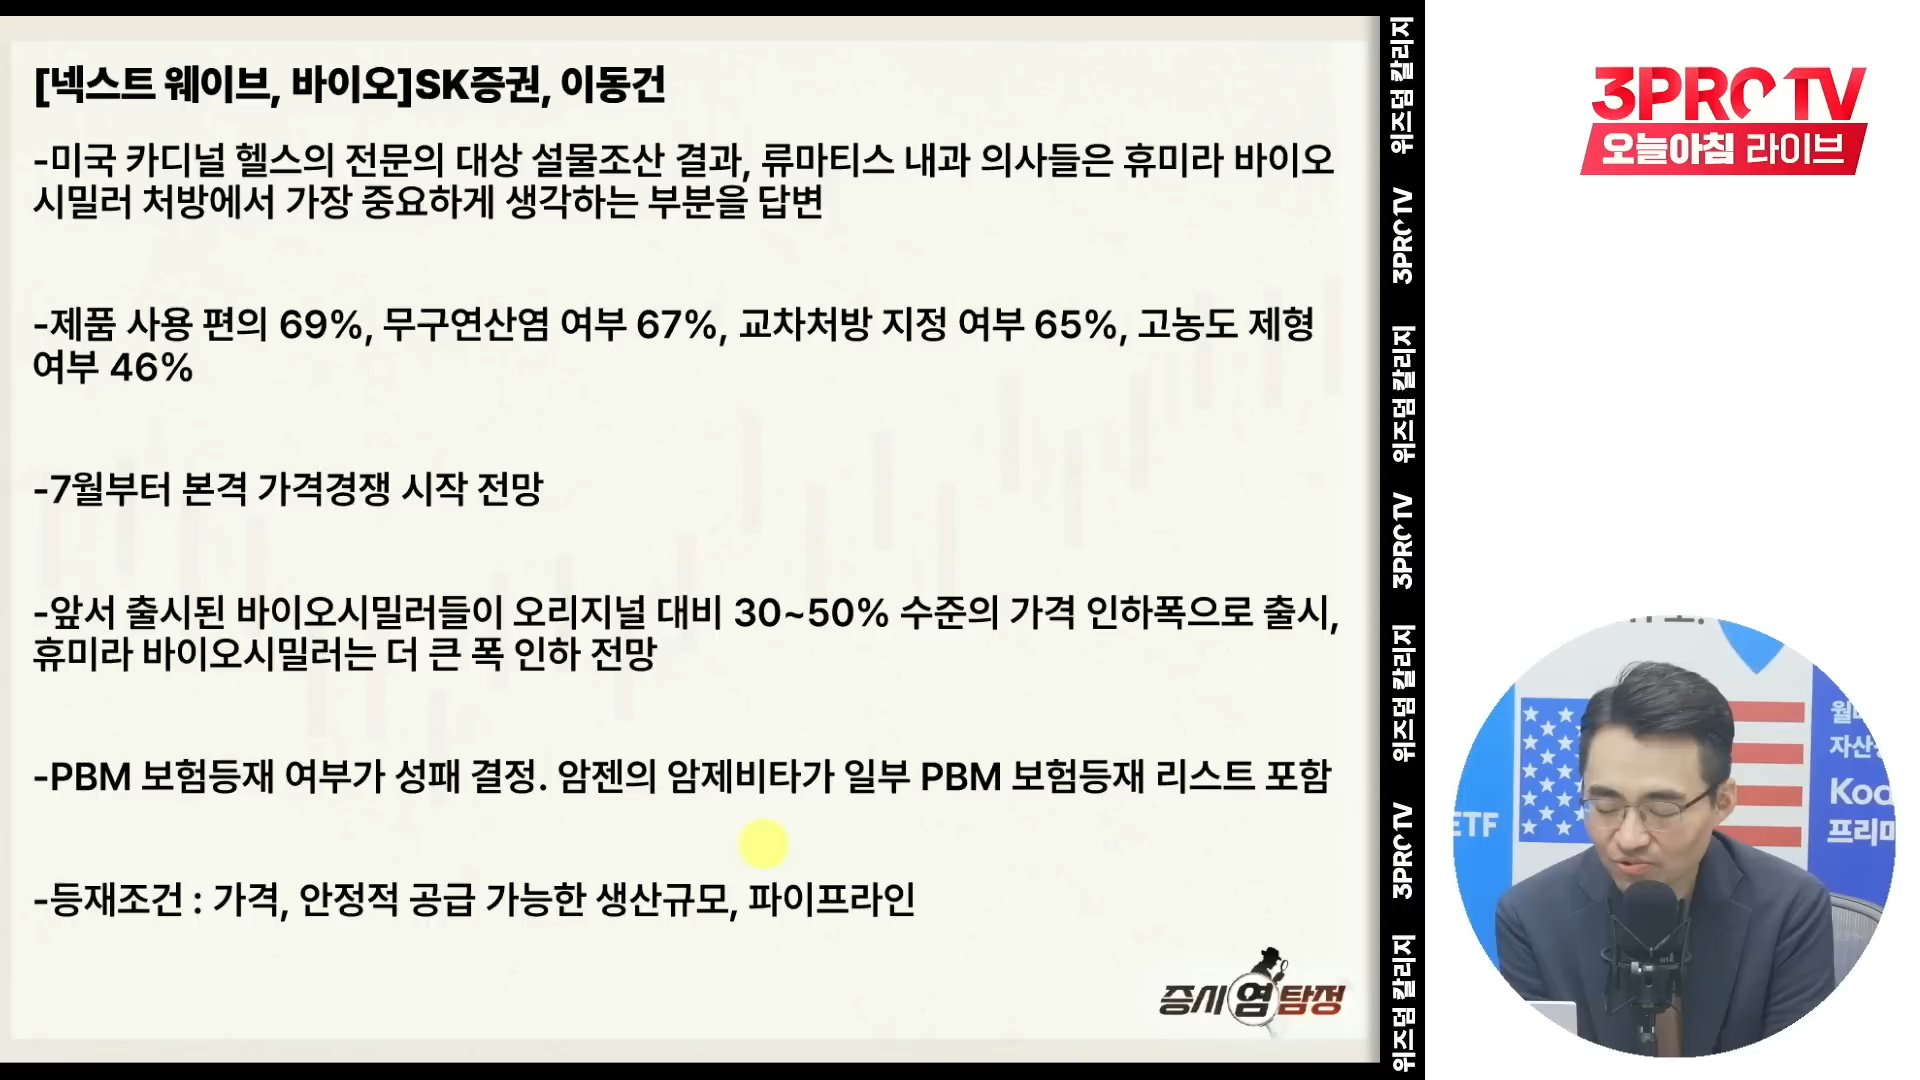 [넥스트 웨이브, 바이오]SK증권, 이동건
-미국 카디널 헬스의 전문의 대상 설물조산 결과, 류마티스 내과 의사들은 휴미라 바이오
시밀러 처방에서 가장 중요하게 생각하는 부분을 답변
-제품 사용 편의 69%, 무구연산염 여부 67%, 교차처방 지정 여부 65%, 고농도 제형
여부 46%
-7월부터 본격 가격경쟁 시작 전망
-앞서 출시된 바이오시밀러들이 오리지널 대비 30~50% 수준의 가격 인하폭으로 출시,
휴미라 바이오시밀러는 더 큰 폭 인하 전망
-PBM 보험등재 여부가 성패 결정. 암젠의 암제비타가 일부 PBM 보험등재 리스트 포함
-등재조건 : 가격, 안정적 공급 가능한 생산규모, 파이프라인
증시염탐정
위즈덤 칼리지
3PROTV
위즈덤 칼리지
3PROTV
위즈덤 칼리지
3PROTV
위즈덤 칼리지
3PROTV
오늘아침 라이브
ETF